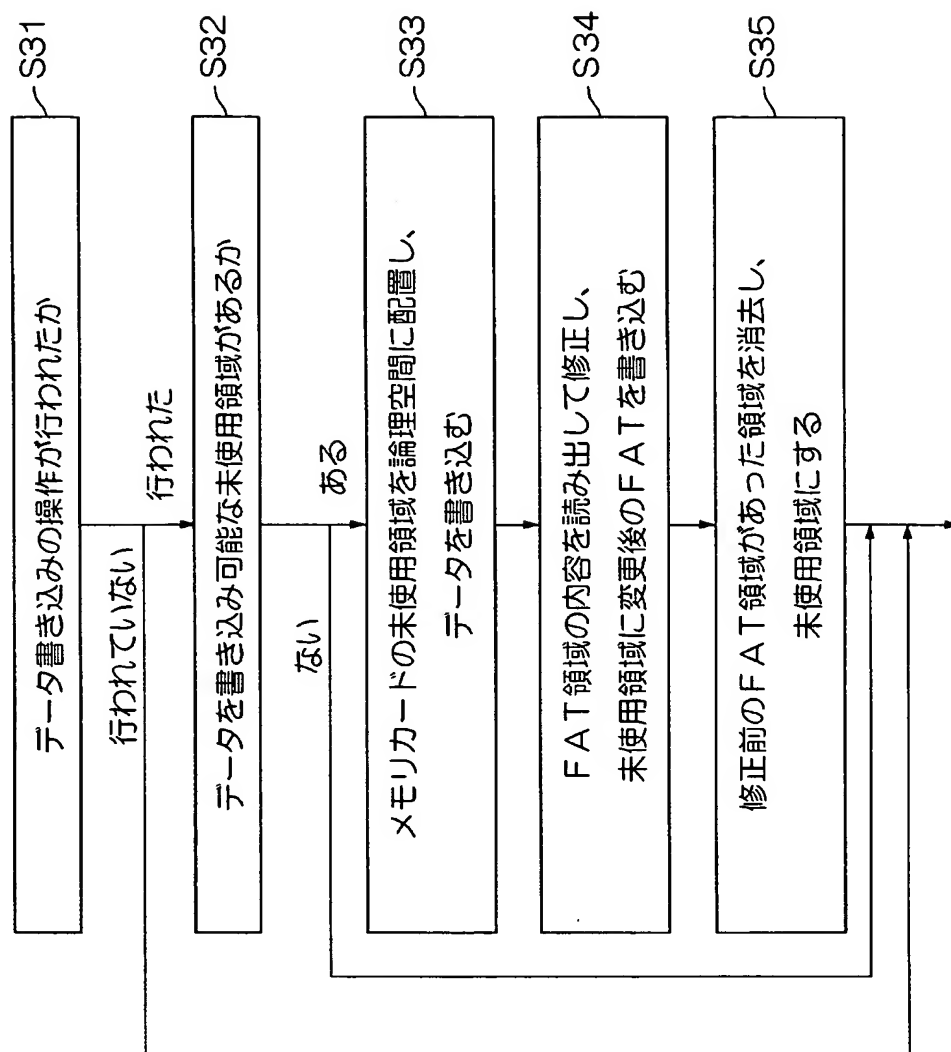 S31
データ書き込みの操作が行われたか
行われていない
行われた
S32
データを書き込み可能な未使用領域があるか
ない
ある
S33
メモリカードの未使用領域を論理空間に配置し、
データを書き込む
S34
FAT領域の内容を読み出して修正し、
未使用領域に変更後のFATを書き込む
S35
修正前のFAT領域があった領域を消去し、
未使用領域にする